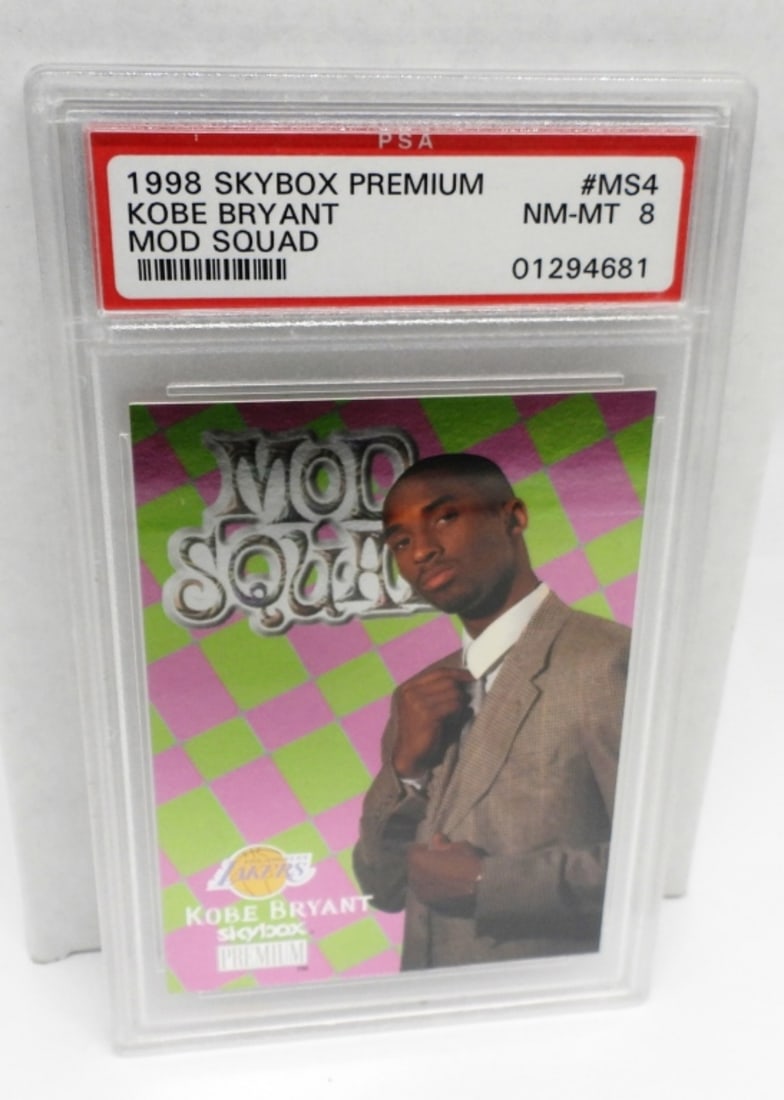 PSA
1998 SKYBOX PREMIUM #MS4
KOBE BRYANT NM-MT 8
MOD SQUAD
01294681
MOD
SQUA
LAKERS
KOBE BRYANT
skybox
PREMIUM